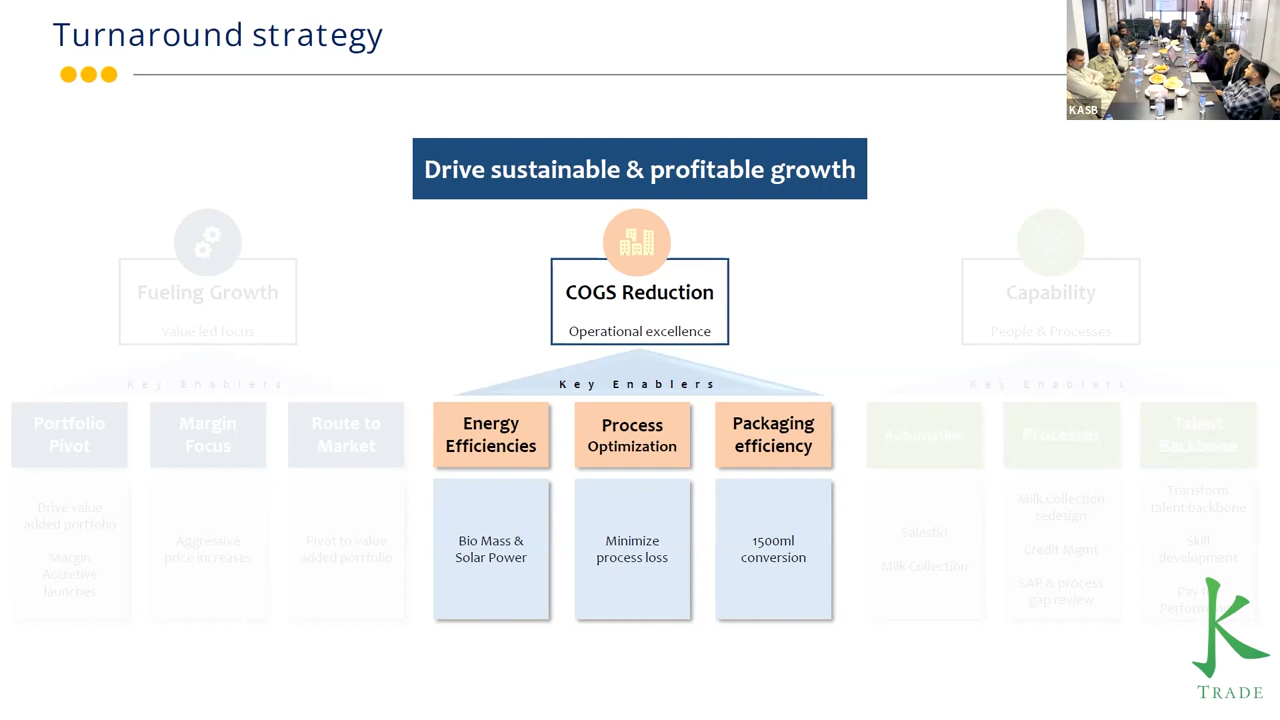 Turnaround strategy
KASB
Drive sustainable & profitable growth
Fueling Growth
Value led focus
Key Enablers
Portfolio
Pivot
Drive value
added portfolio
Margin
Accretive
launches
Margin
Focus
Aggressive
price increases
Route to
Market
Pivot to value
added portfolio
COGS Reduction
Operational excellence
Key Enablers
Energy
Efficiencies
Bio Mass &
Solar Power
Process
Optimization
Minimize
process loss
Packaging
efficiency
1500ml
conversion
Capability
People & Processes
Key Enablers
Automation
Salesflo
Milk Collection
Processes
Milk Collection
redesign
Credit Mgmt
SAP & process
gap review
Talent
Backbone
Transform
talent backbone
Skill
development
Pay
K
TRADE